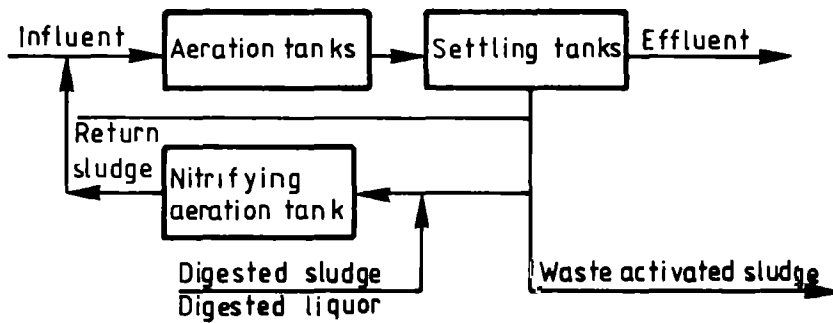 Influent
Aeration tanks
Settling tanks
Effluent
Return
sludge
Nitrifying
aeration tank
Digested sludge
Digested liquor
Waste activated sludge